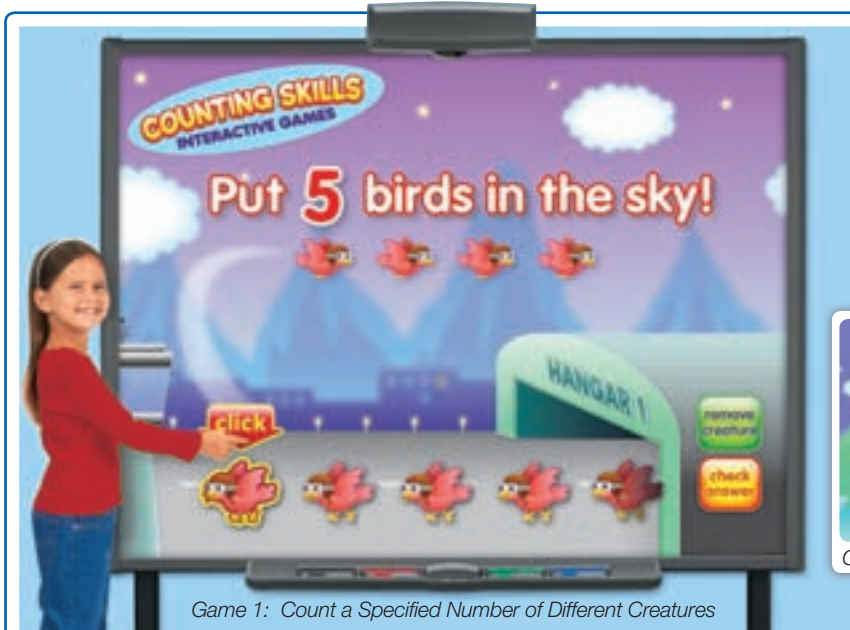 COUNTING SKILLS
INTERACTIVE GAMES
Put 5 birds in the sky!
HANGAR 1
click
remove
creature
check
answer
Game 1: Count a Specified Number of Different Creatures